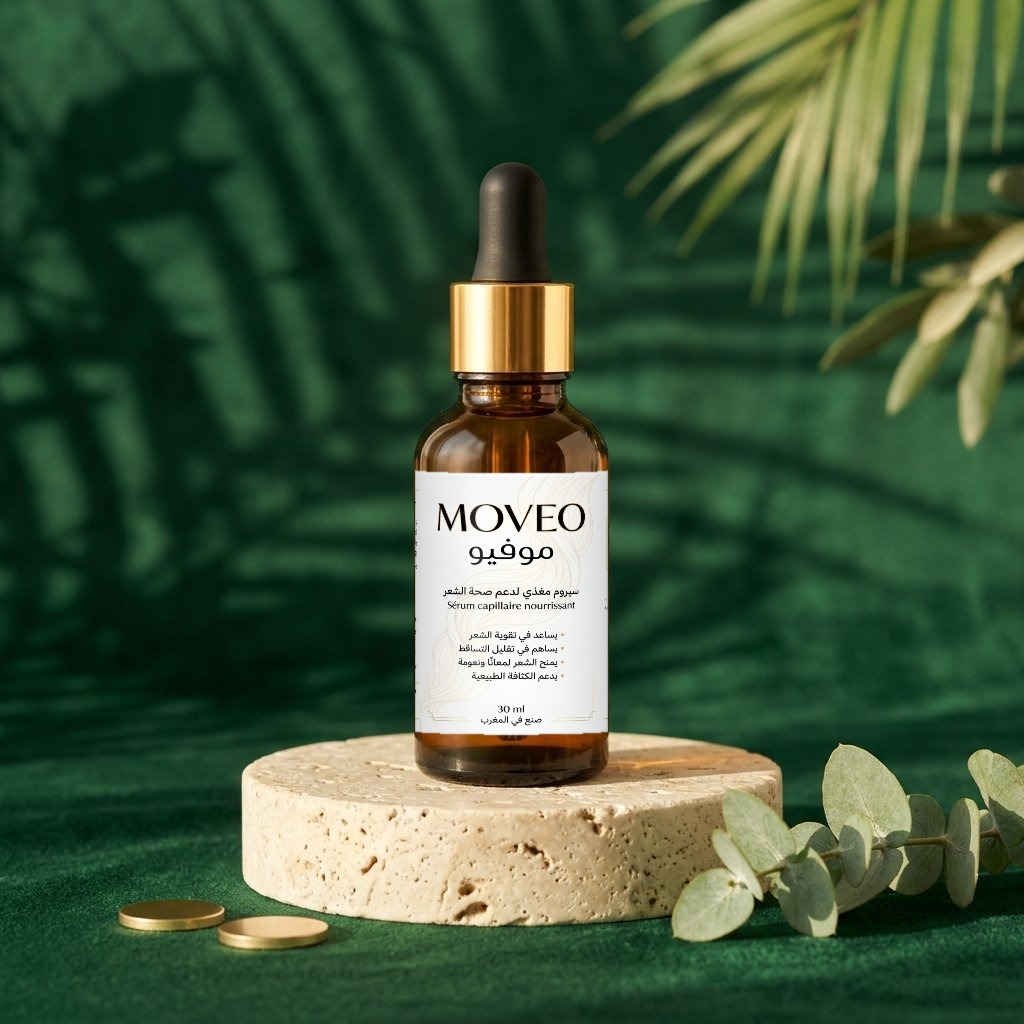 MOVEO
موفيو
سيروم مغذي لدعم صحة الشعر
Sérum capillaire nourrissant
• يساعد في تقوية الشعر
• يساهم في تقليل التساقط
• يمنح الشعر لمعانًا ونعومة
• يدعم الكثافة الطبيعية
30 ml
صنع في المغرب